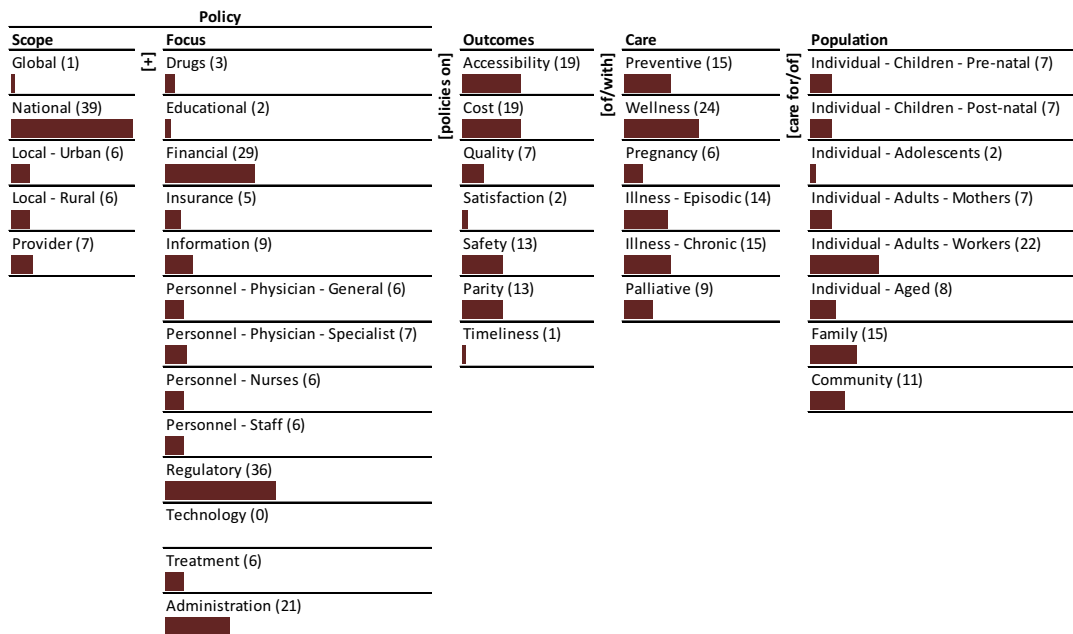 Policy
Scope
[+]
Focus
[policies on]
Outcomes
[of/with]
Care
[care for/of]
Population
Global (1)
National (39)
Local - Urban (6)
Local - Rural (6)
Provider (7)
Drugs (3)
Educational (2)
Financial (29)
Insurance (5)
Information (9)
Personnel - Physician - General (6)
Personnel - Physician - Specialist (7)
Personnel - Nurses (6)
Personnel - Staff (6)
Regulatory (36)
Technology (0)
Treatment (6)
Administration (21)
Accessibility (19)
Cost (19)
Quality (7)
Satisfaction (2)
Safety (13)
Parity (13)
Timeliness (1)
Preventive (15)
Wellness (24)
Pregnancy (6)
Illness - Episodic (14)
Illness - Chronic (15)
Palliative (9)
Individual - Children - Pre-natal (7)
Individual - Children - Post-natal (7)
Individual - Adolescents (2)
Individual - Adults - Mothers (7)
Individual - Adults - Workers (22)
Individual - Aged (8)
Family (15)
Community (11)